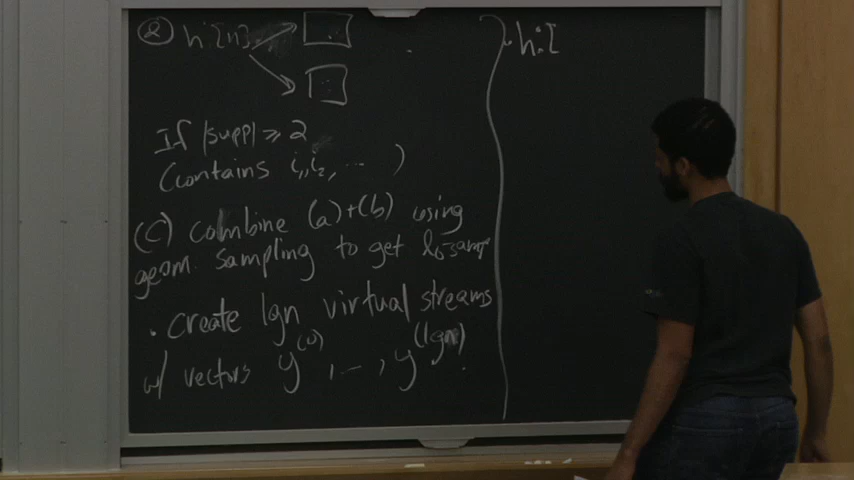 ② h:[n]
If |supp| ≥ 2
(contains i₁, i₂, ... )
(C) combine (a)+(b) using
geom. sampling to get l₀-samp
. create lgn virtual streams
w/ vectors y^(0), ..., y^(lgn).
. h:[